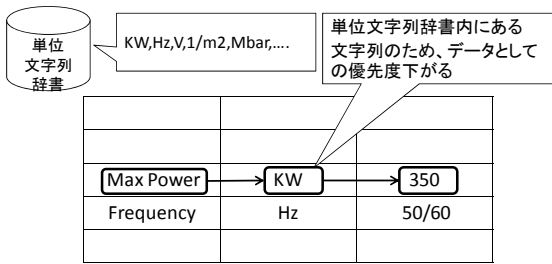 単位
文字列
辞書
KW,Hz,V,1/m2,Mbar,....
単位文字列辞書内にある
文字列のため、データとして
の優先度下がる
Max Power KW 350
Frequency Hz 50/60